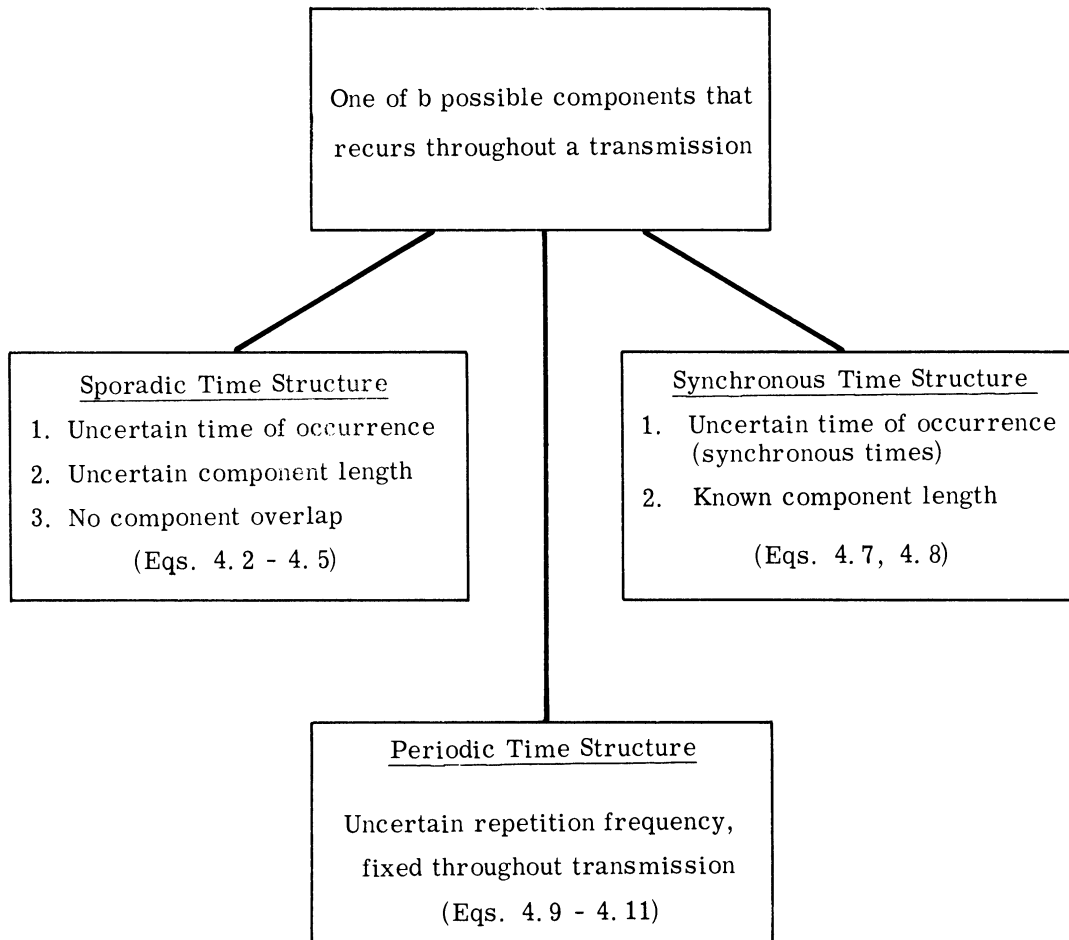 One of b possible components that
recurs throughout a transmission
Sporadic Time Structure
1. Uncertain time of occurrence
2. Uncertain component length
3. No component overlap
(Eqs. 4.2 - 4.5)
Synchronous Time Structure
1. Uncertain time of occurrence
(synchronous times)
2. Known component length
(Eqs. 4.7, 4.8)
Periodic Time Structure
Uncertain repetition frequency,
fixed throughout transmission
(Eqs. 4.9 - 4.11)